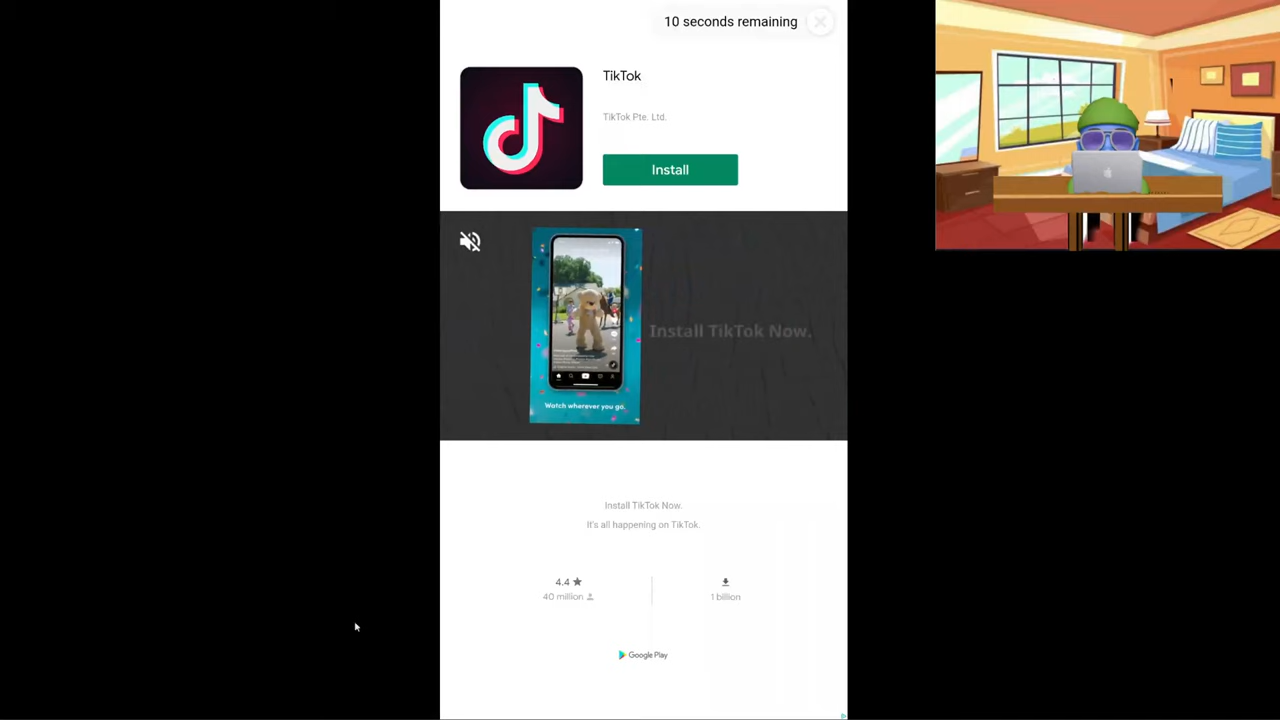 10 seconds remaining
TikTok
TikTok Pte. Ltd.
Install
Install TikTok Now.
Watch wherever you go.
Install TikTok Now.
It's all happening on TikTok.
4.4
40 million
1 billion
Google Play